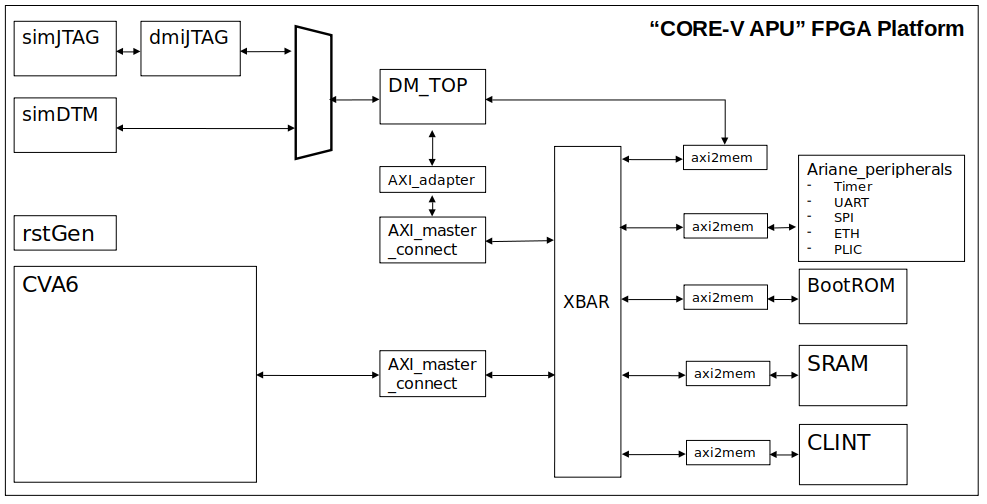 “CORE-V APU” FPGA Platform
simJTAG
dmiJTAG
simDTM
DM_TOP
AXI_adapter
AXI_master
_connect
rstGen
CVA6
AXI_master
_connect
XBAR
axi2mem
axi2mem
axi2mem
axi2mem
axi2mem
Ariane_peripherals
- Timer
- UART
- SPI
- ETH
- PLIC
BootROM
SRAM
CLINT